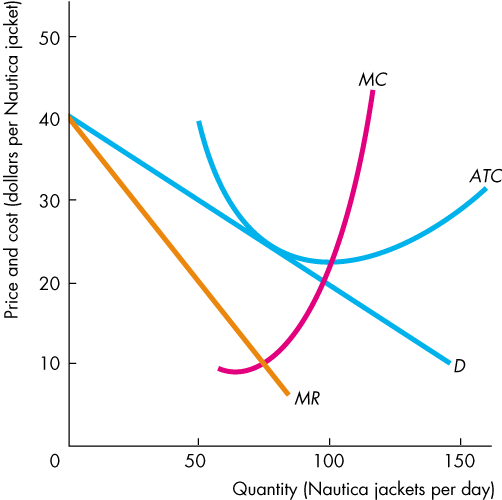 Price and cost (dollars per Nautica jacket)
50
40
30
20
10
0
MC
ATC
D
MR
50
100
150
Quantity (Nautica jackets per day)